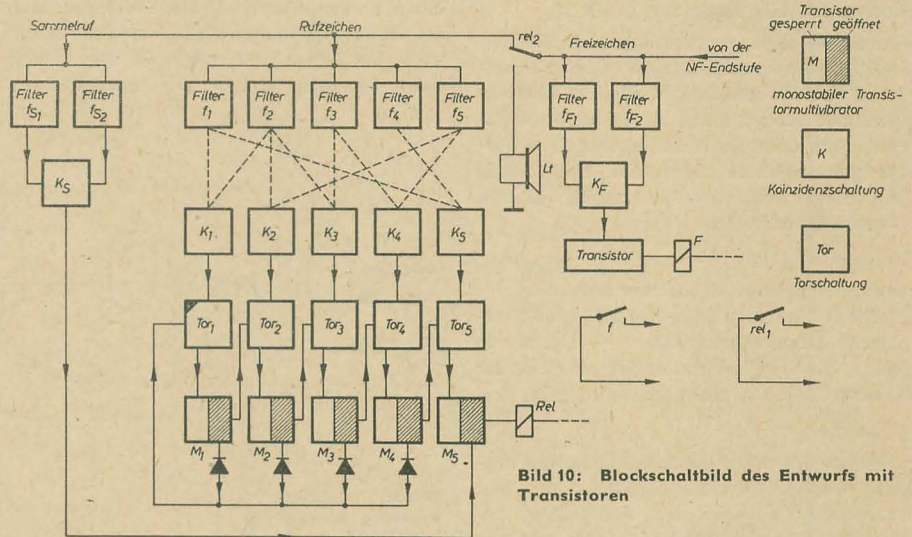 Sammelruf
Rufzeichen
rel2
Freizeichen
von der
NF-Endstufe
Transistor
gesperrt geöffnet
M
monostabiler Transis-
tormultivibrator
Filter
fS1
Filter
fS2
Filter
f1
Filter
f2
Filter
f3
Filter
f4
Filter
f5
Lt
Filter
fF1
Filter
fF2
K
Koinzidenzschaltung
KS
KF
K1
K2
K3
K4
K5
Transistor
F
Tor
Torschaltung
Tor1
Tor2
Tor3
Tor4
Tor5
f
rel1
M1
M2
M3
M4
M5
Rel
Bild 10: Blockschaltbild des Entwurfs mit
Transistoren